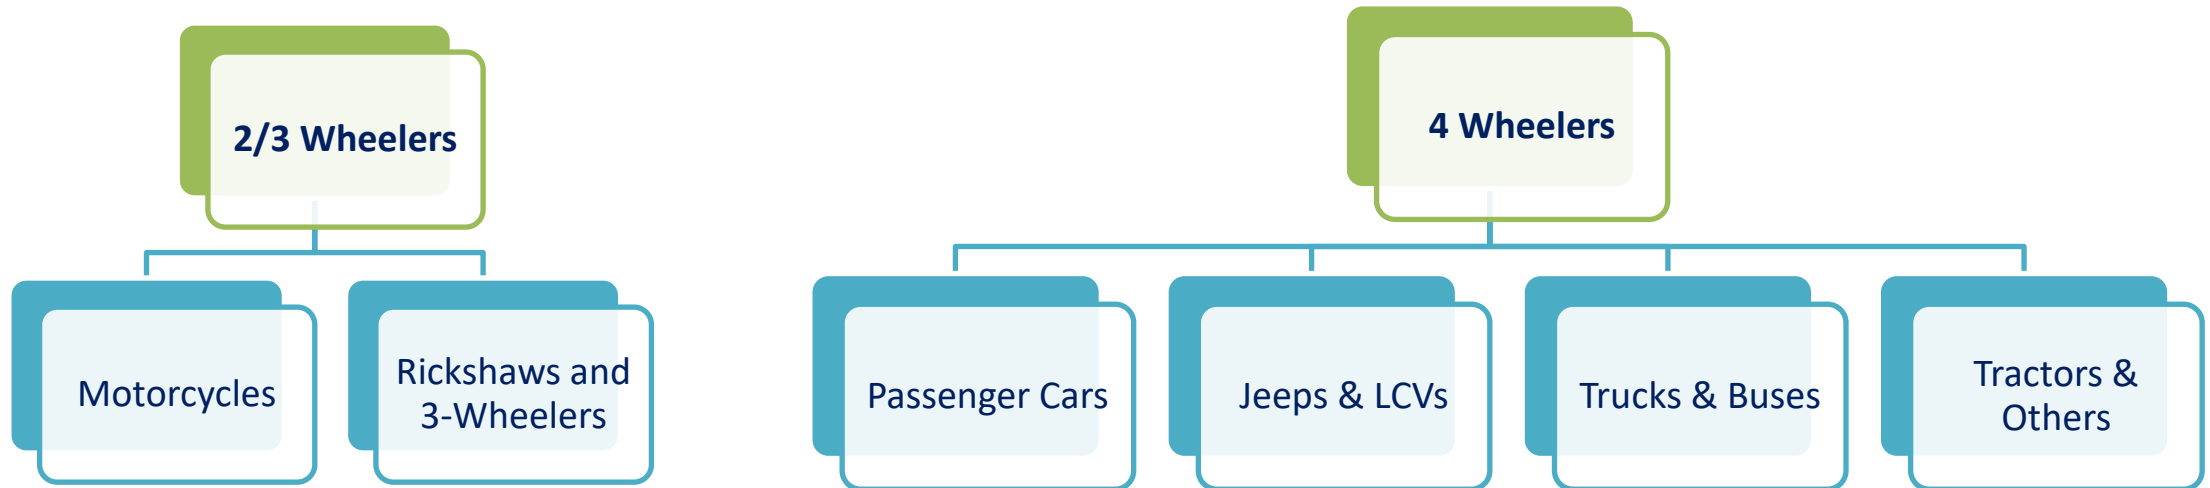 2/3 Wheelers
4 Wheelers
Motorcycles
Rickshaws and
3-Wheelers
Passenger Cars
Jeeps & LCVs
Trucks & Buses
Tractors &
Others